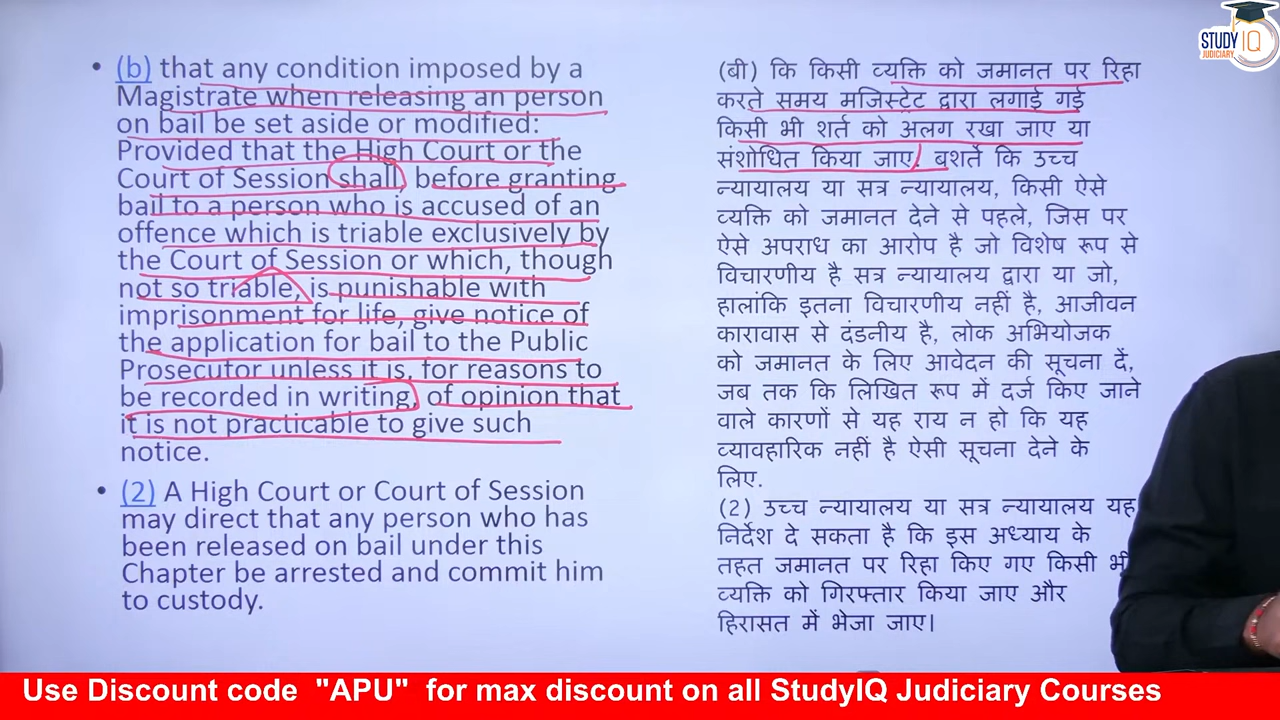 • (b) that any condition imposed by a
Magistrate when releasing an person
on bail be set aside or modified:
Provided that the High Court or the
Court of Session shall, before granting
bail to a person who is accused of an
offence which is triable exclusively by
the Court of Session or which, though
not so triable, is punishable with
imprisonment for life, give notice of
the application for bail to the Public
Prosecutor unless it is, for reasons to
be recorded in writing, of opinion that
it is not practicable to give such
notice.
• (2) A High Court or Court of Session
may direct that any person who has
been released on bail under this
Chapter be arrested and commit him
to custody.
(बी) कि किसी व्यक्ति को जमानत पर रिहा
करते समय मजिस्ट्रेट द्वारा लगाई गई
किसी भी शर्त को अलग रखा जाए या
संशोधित किया जाए, बशर्ते कि उच्च
न्यायालय या सत्र न्यायालय, किसी ऐसे
व्यक्ति को जमानत देने से पहले, जिस पर
ऐसे अपराध का आरोप है जो विशेष रूप से
विचारणीय है सत्र न्यायालय द्वारा या जो,
हालांकि इतना विचारणीय नहीं है, आजीवन
कारावास से दंडनीय है, लोक अभियोजक
को जमानत के लिए आवेदन की सूचना दें,
जब तक कि लिखित रूप में दर्ज किए जाने
वाले कारणों से यह राय न हो कि यह
व्यावहारिक नहीं है ऐसी सूचना देने के
लिए.
(2) उच्च न्यायालय या सत्र न्यायालय यह
निर्देश दे सकता है कि इस अध्याय के
तहत जमानत पर रिहा किए गए किसी भी
व्यक्ति को गिरफ्तार किया जाए और
हिरासत में भेजा जाए।
STUDY IQ
JUDICIARY
Use Discount code "APU" for max discount on all StudyIQ Judiciary Courses